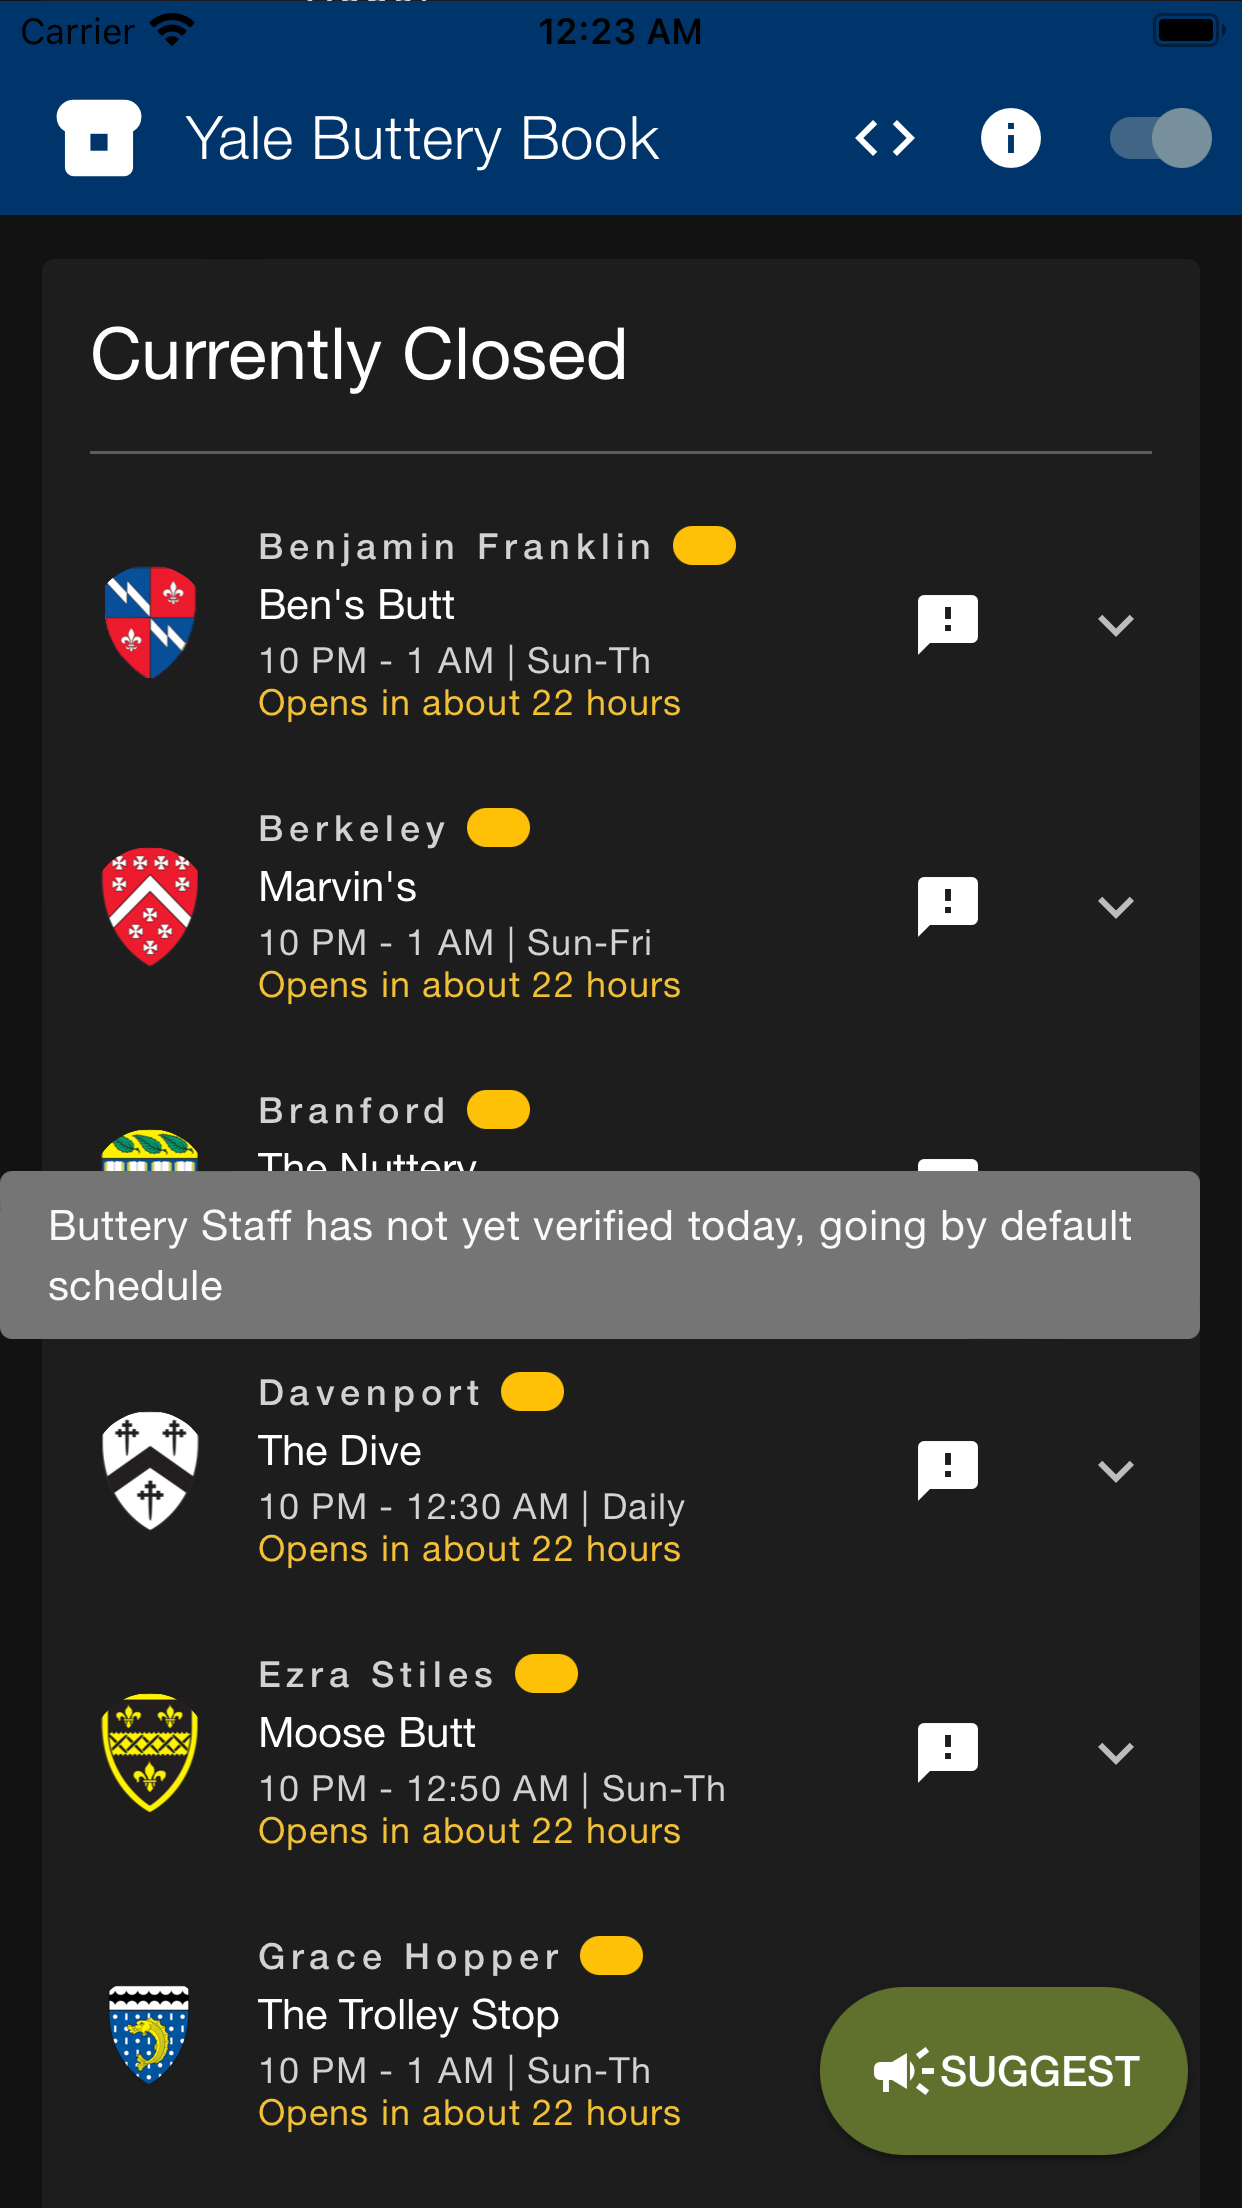 Carrier 12:23 AM
Yale Buttery Book
Currently Closed
Benjamin Franklin
Ben's Butt
10 PM - 1 AM | Sun-Th
Opens in about 22 hours
Berkeley
Marvin's
10 PM - 1 AM | Sun-Fri
Opens in about 22 hours
Branford
The Nuttery
Buttery Staff has not yet verified today, going by default
schedule
Davenport
The Dive
10 PM - 12:30 AM | Daily
Opens in about 22 hours
Ezra Stiles
Moose Butt
10 PM - 12:50 AM | Sun-Th
Opens in about 22 hours
Grace Hopper
The Trolley Stop
10 PM - 1 AM | Sun-Th
Opens in about 22 hours
SUGGEST